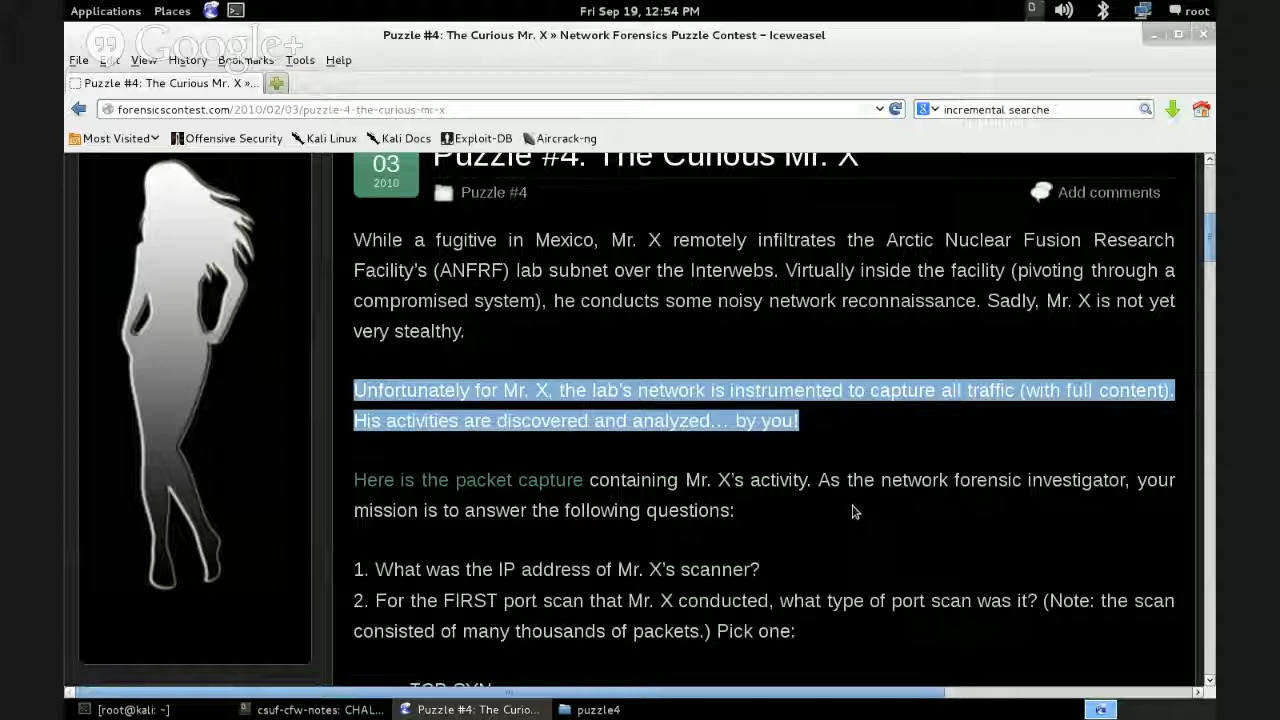 Applications Places Fri Sep 19, 12:54 PM root
Google+
Puzzle #4: The Curious Mr. X » Network Forensics Puzzle Contest - Iceweasel
File Edit View History Bookmarks Tools Help
Puzzle #4: The Curious Mr. X »...
forensicscontest.com/2010/02/03/puzzle-4-the-curious-mr-x incremental searche
Most Visited Offensive Security Kali Linux Kali Docs Exploit-DB Aircrack-ng
03
2010
Puzzle #4: The Curious Mr. X
Puzzle #4 Add comments
While a fugitive in Mexico, Mr. X remotely infiltrates the Arctic Nuclear Fusion Research
Facility's (ANFRF) lab subnet over the Interwebs. Virtually inside the facility (pivoting through a
compromised system), he conducts some noisy network reconnaissance. Sadly, Mr. X is not yet
very stealthy.
Unfortunately for Mr. X, the lab's network is instrumented to capture all traffic (with full content).
His activities are discovered and analyzed… by you!
Here is the packet capture containing Mr. X's activity. As the network forensic investigator, your
mission is to answer the following questions:
1. What was the IP address of Mr. X's scanner?
2. For the FIRST port scan that Mr. X conducted, what type of port scan was it? (Note: the scan
consisted of many thousands of packets.) Pick one:
TCP SYN
[root@kali: ~] csuf-cfw-notes: CHAL... Puzzle #4: The Curio... puzzle4